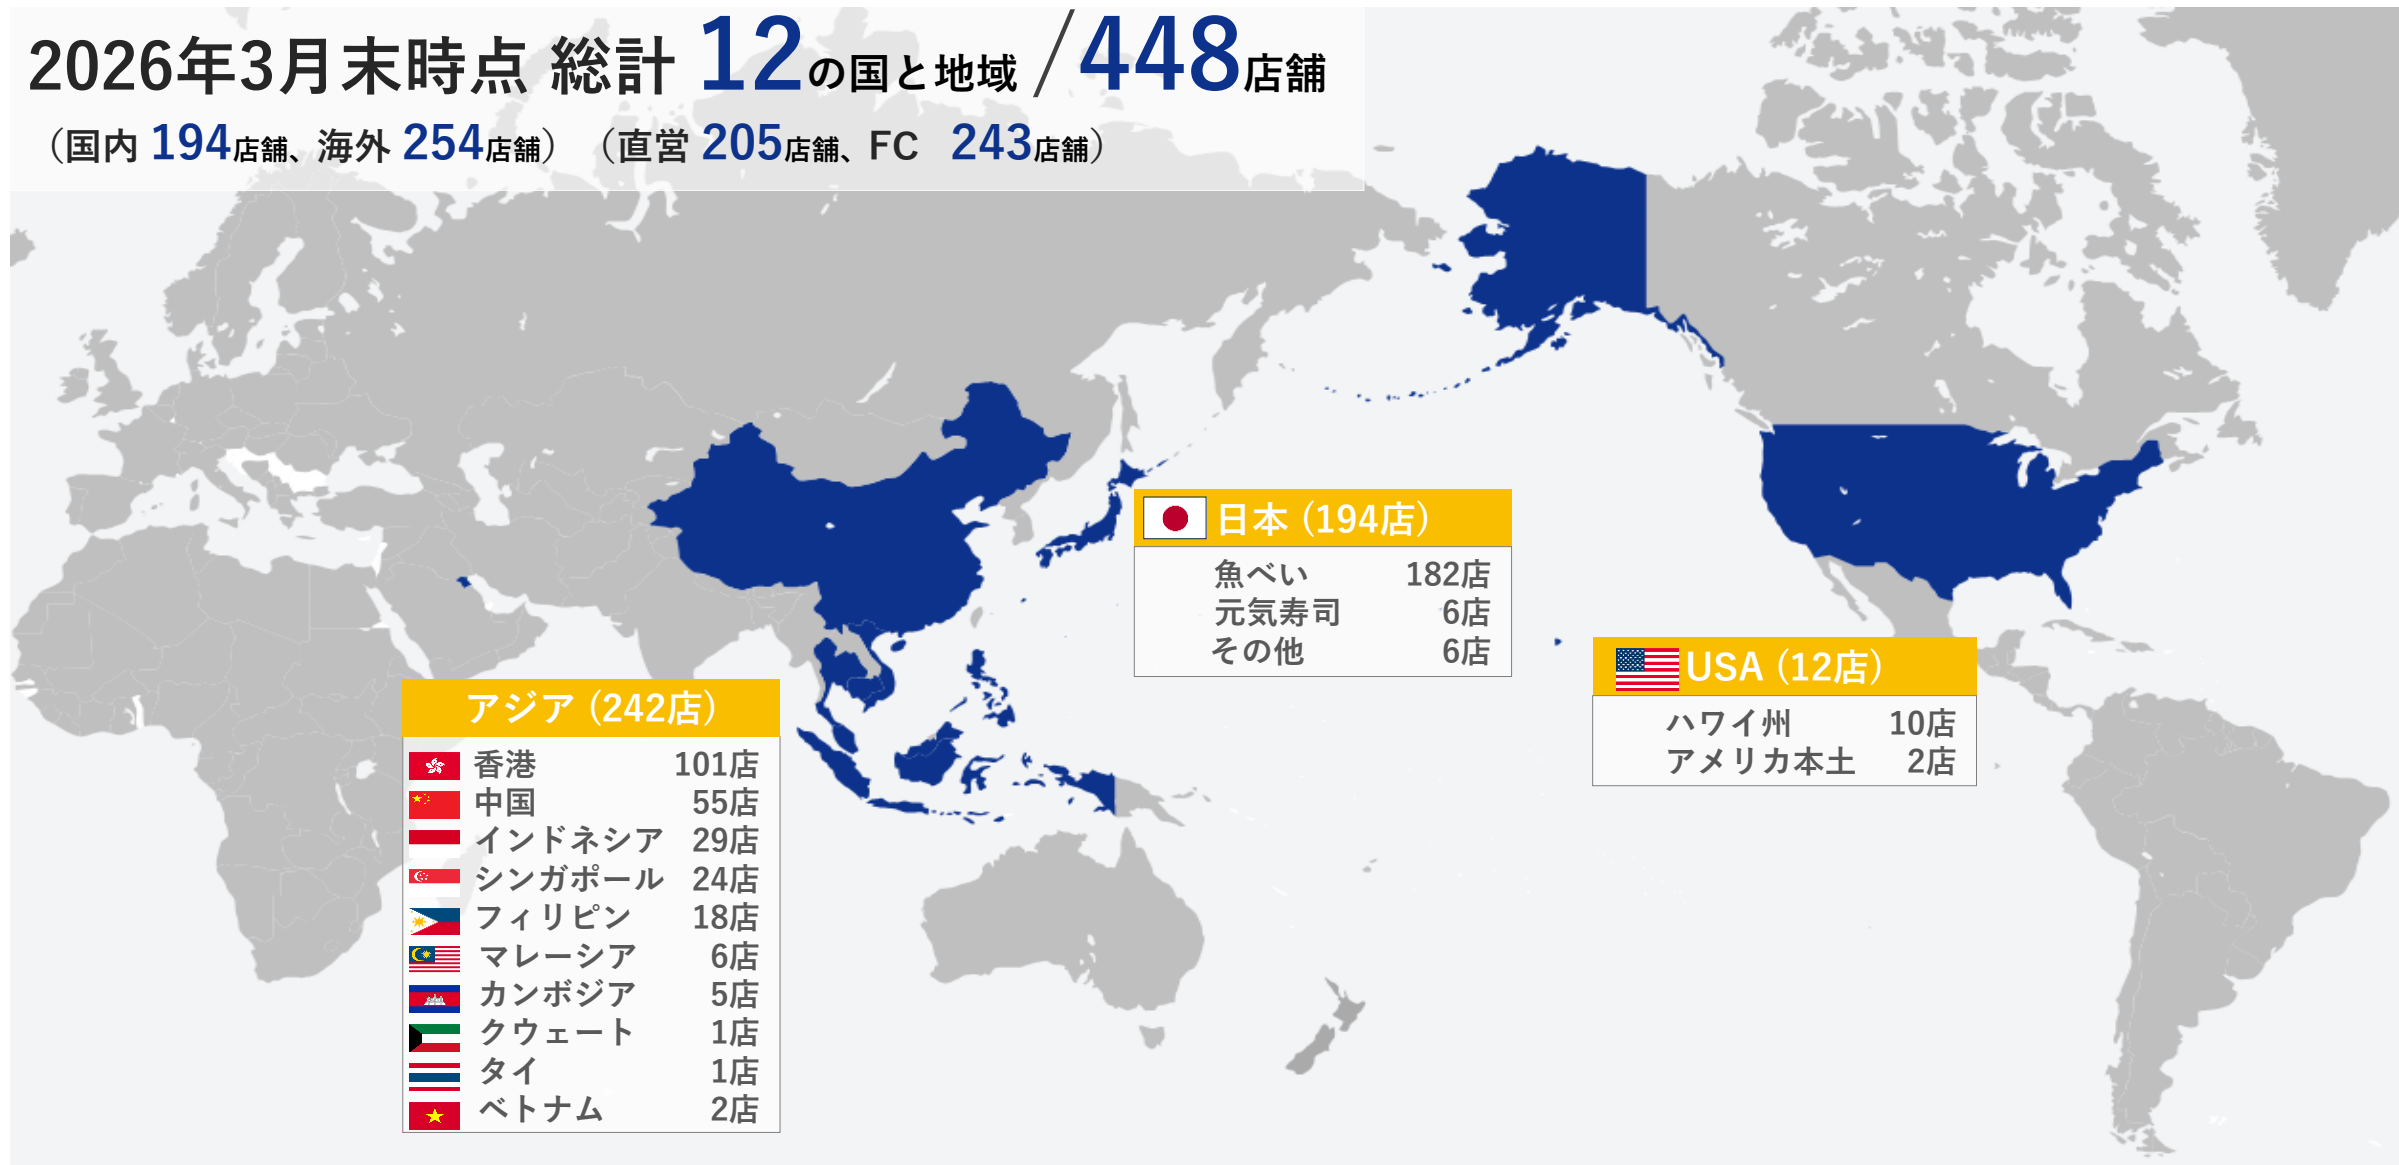 2026年3月末時点 総計 12の国と地域/448店舗
（国内 194店舗、海外 254店舗）（直営 205店舗、FC 243店舗）
日本 (194店)
魚べい 182店
元気寿司 6店
その他 6店
USA (12店)
ハワイ州 10店
アメリカ本土 2店
アジア (242店)
香港 101店
中国 55店
インドネシア 29店
シンガポール 24店
フィリピン 18店
マレーシア 6店
カンボジア 5店
クウェート 1店
タイ 1店
ベトナム 2店